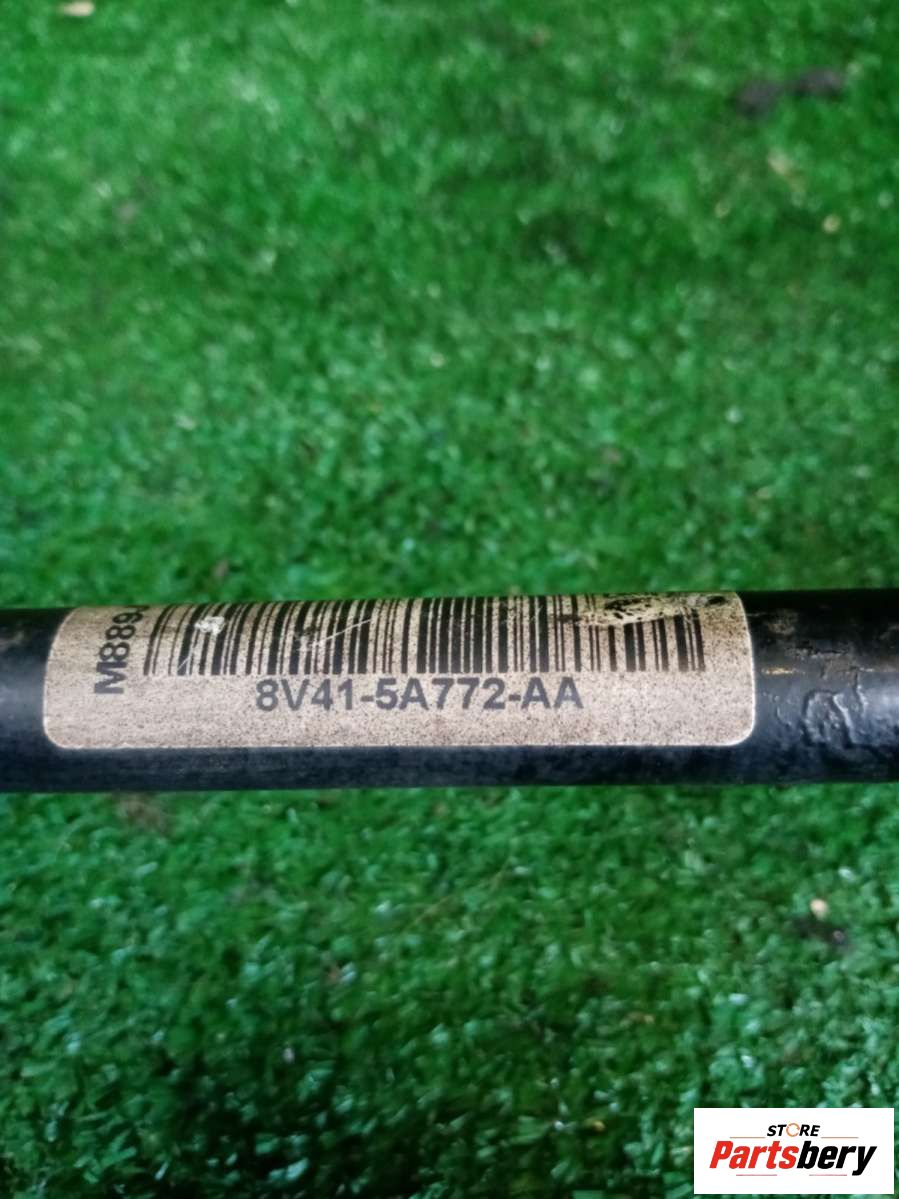 M889
8V41-5A772-AA
STORE
Partsbery